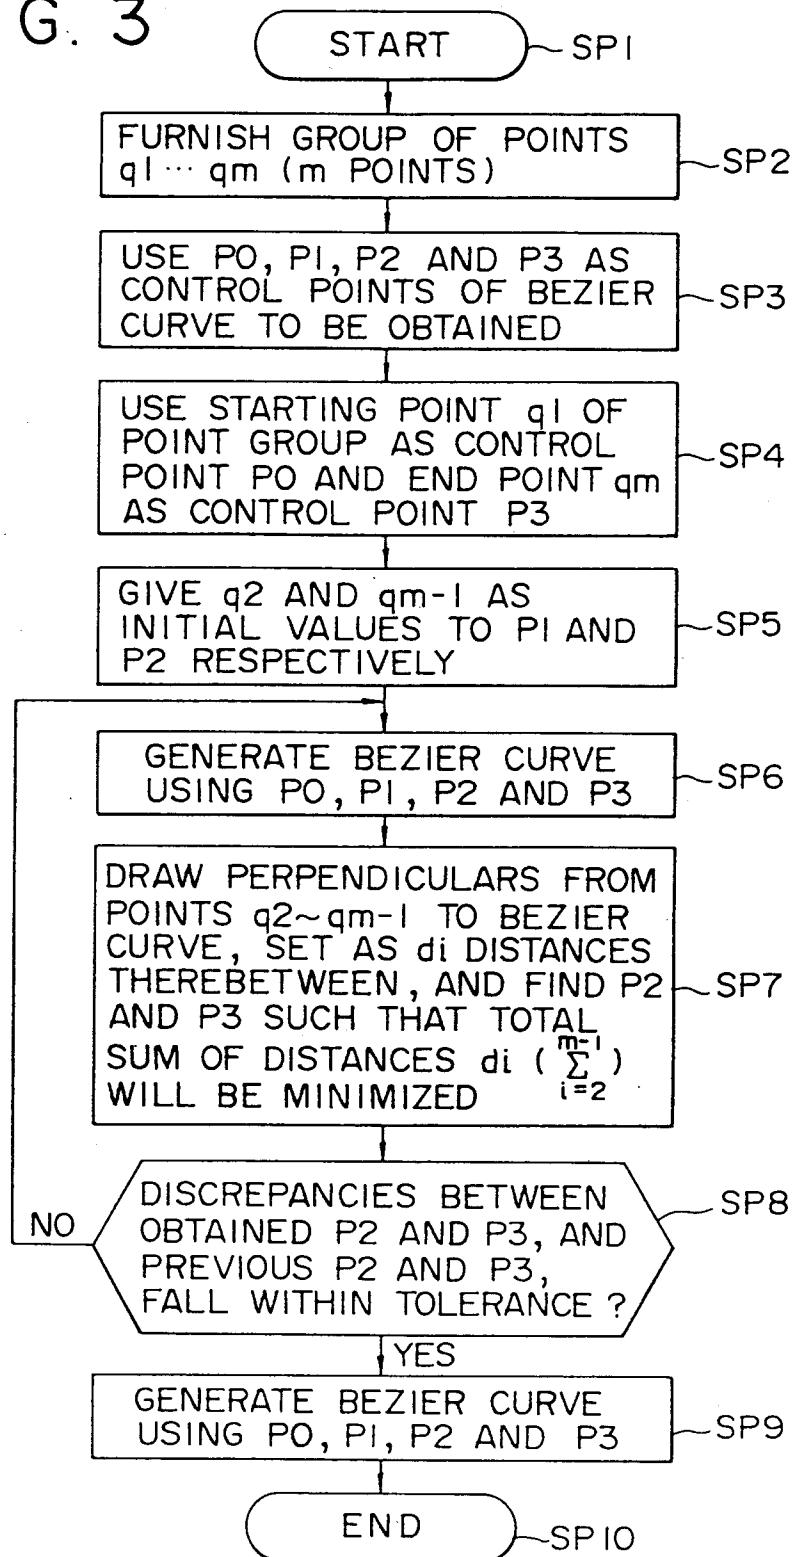 G. 3
START
SP1
FURNISH GROUP OF POINTS
q1 ··· qm (m POINTS)
SP2
USE P0, P1, P2 AND P3 AS
CONTROL POINTS OF BEZIER
CURVE TO BE OBTAINED
SP3
USE STARTING POINT q1 OF
POINT GROUP AS CONTROL
POINT P0 AND END POINT qm
AS CONTROL POINT P3
SP4
GIVE q2 AND qm-1 AS
INITIAL VALUES TO P1 AND
P2 RESPECTIVELY
SP5
GENERATE BEZIER CURVE
USING P0, P1, P2 AND P3
SP6
DRAW PERPENDICULARS FROM
POINTS q2~qm-1 TO BEZIER
CURVE, SET AS di DISTANCES
THEREBETWEEN, AND FIND P2
AND P3 SUCH THAT TOTAL
SUM OF DISTANCES di (m-1 Σ i=2)
WILL BE MINIMIZED
SP7
DISCREPANCIES BETWEEN
OBTAINED P2 AND P3, AND
PREVIOUS P2 AND P3,
FALL WITHIN TOLERANCE ?
SP8
NO
YES
GENERATE BEZIER CURVE
USING P0, P1, P2 AND P3
SP9
END
SP10